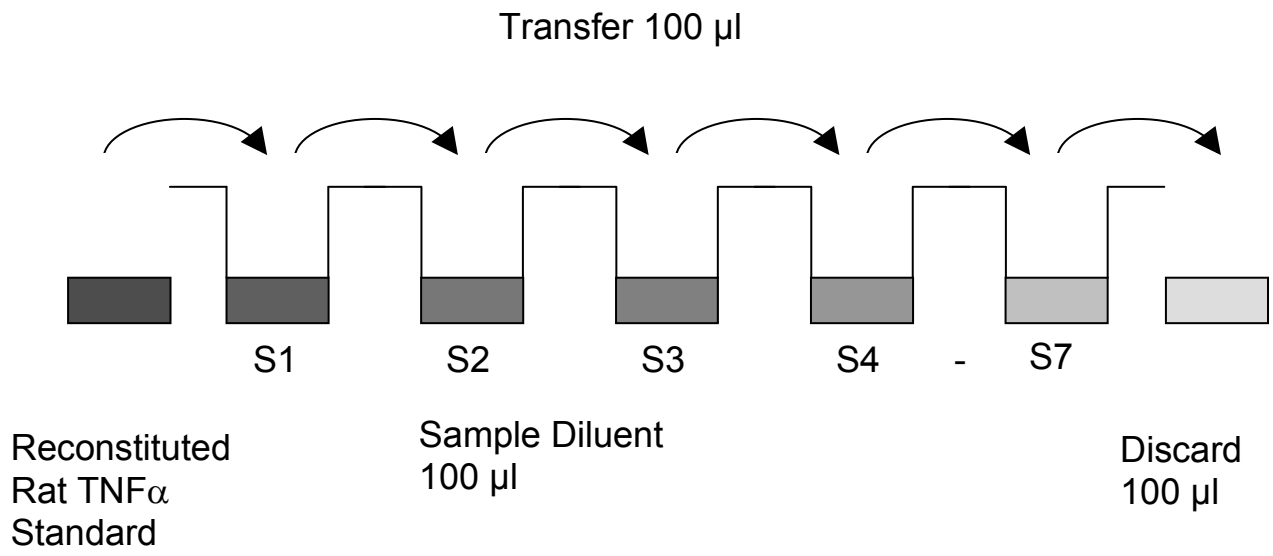 Transfer 100 µl
S1 S2 S3 S4 - S7
Reconstituted
Rat TNFα
Standard
Sample Diluent
100 µl
Discard
100 µl